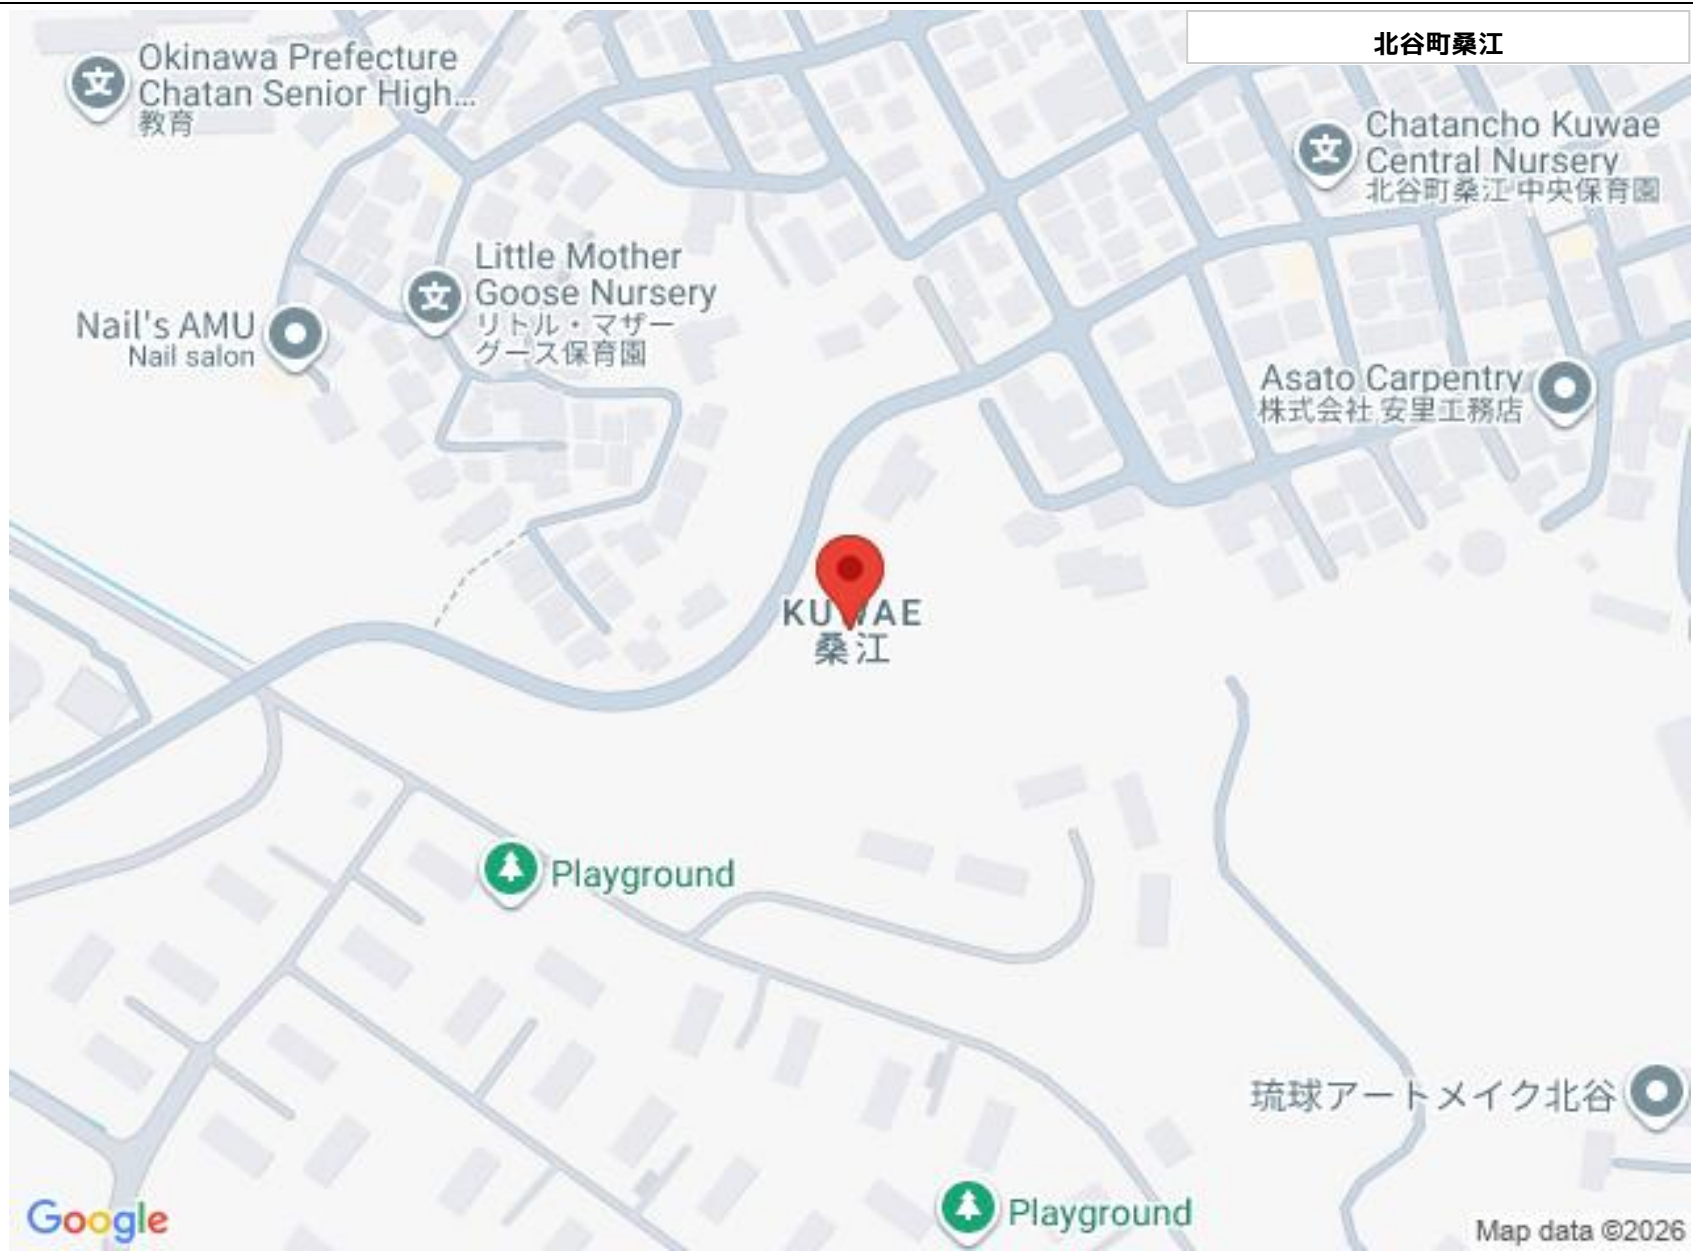 北谷町桑江
Okinawa Prefecture
Chatan Senior High...
教育
Chatancho Kuwae
Central Nursery
北谷町桑江 中央保育園
Little Mother
Goose Nursery
リトル・マザー
グース保育園
Nail's AMU
Nail salon
Asato Carpentry
株式会社 安里工務店
KUWAE
桑江
Playground
琉球アートメイク北谷
Playground
Google
Map data ©2026